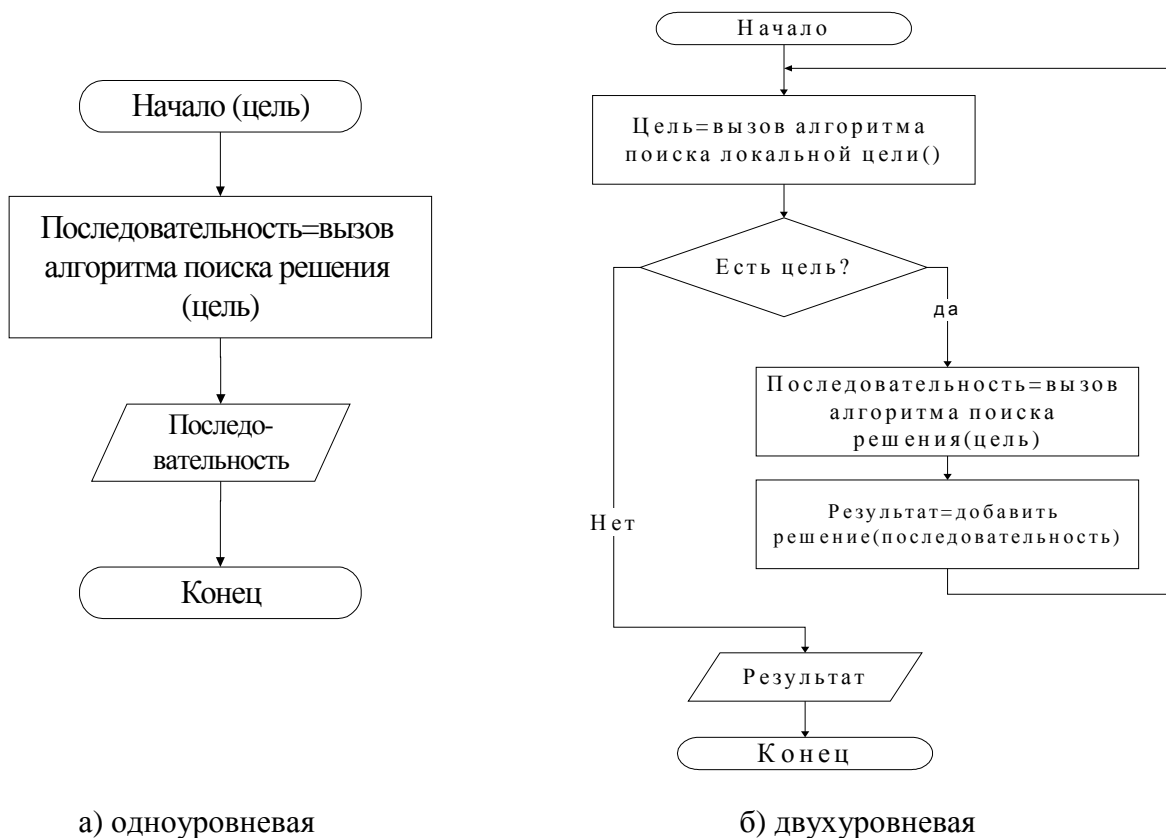 Начало (цель)
Последовательность=вызов
алгоритма поиска решения
(цель)
Последо-
вательность
Конец
а) одноуровневая
Начало
Цель=вызов алгоритма
поиска локальной цели()
Есть цель?
да
Последовательность=вызов
алгоритма поиска
решения(цель)
Результат=добавить
решение(последовательность)
Нет
Результат
Конец
б) двухуровневая